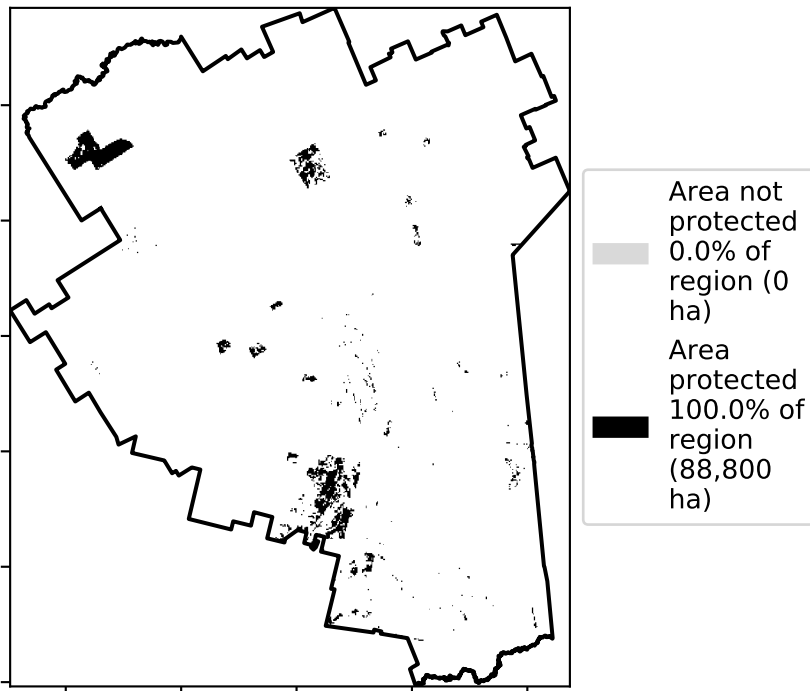 Area not
protected
0.0% of
region (0
ha)
Area
protected
100.0% of
region
(88,800
ha)